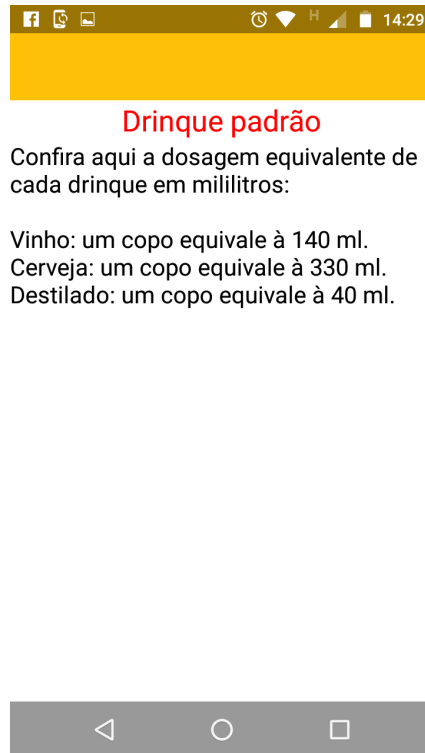 H 14:29
Drinque padrão
Confira aqui a dosagem equivalente de
cada drinque em mililitros:
Vinho: um copo equivale à 140 ml.
Cerveja: um copo equivale à 330 ml.
Destilado: um copo equivale à 40 ml.